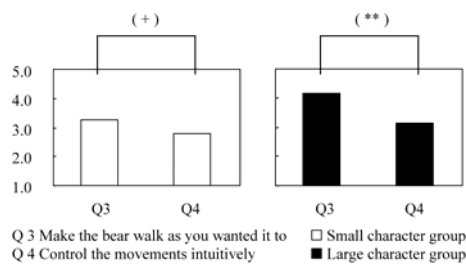 ( + ) ( ** )
5.0
4.0
3.0
2.0
1.0
Q3 Q4 Q3 Q4
Q 3 Make the bear walk as you wanted it to Small character group
Q 4 Control the movements intuitively Large character group